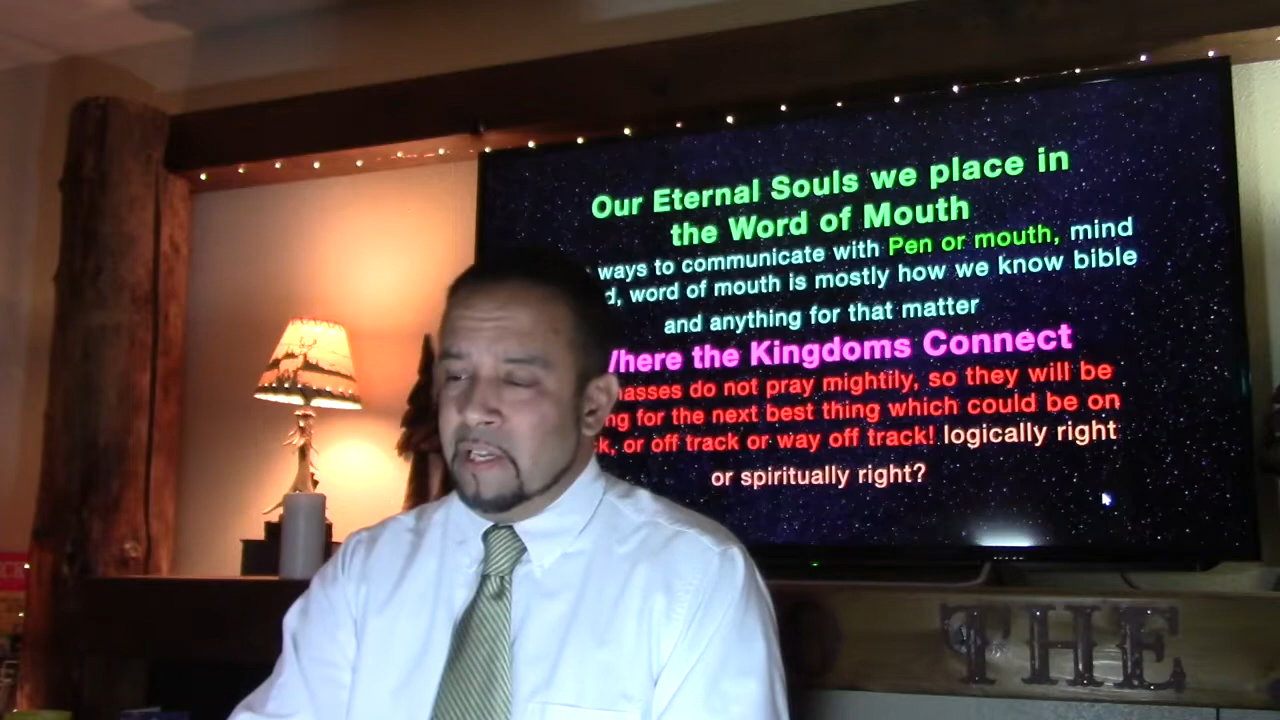 Our Eternal Souls we place in
the Word of Mouth
ways to communicate with Pen or mouth, mind
word of mouth is mostly how we know bible
and anything for that matter
the Kingdoms Connect
do not pray mightily, so they will be
for the next best thing which could be on
or off track or way off track! logically right
or spiritually right?
THE